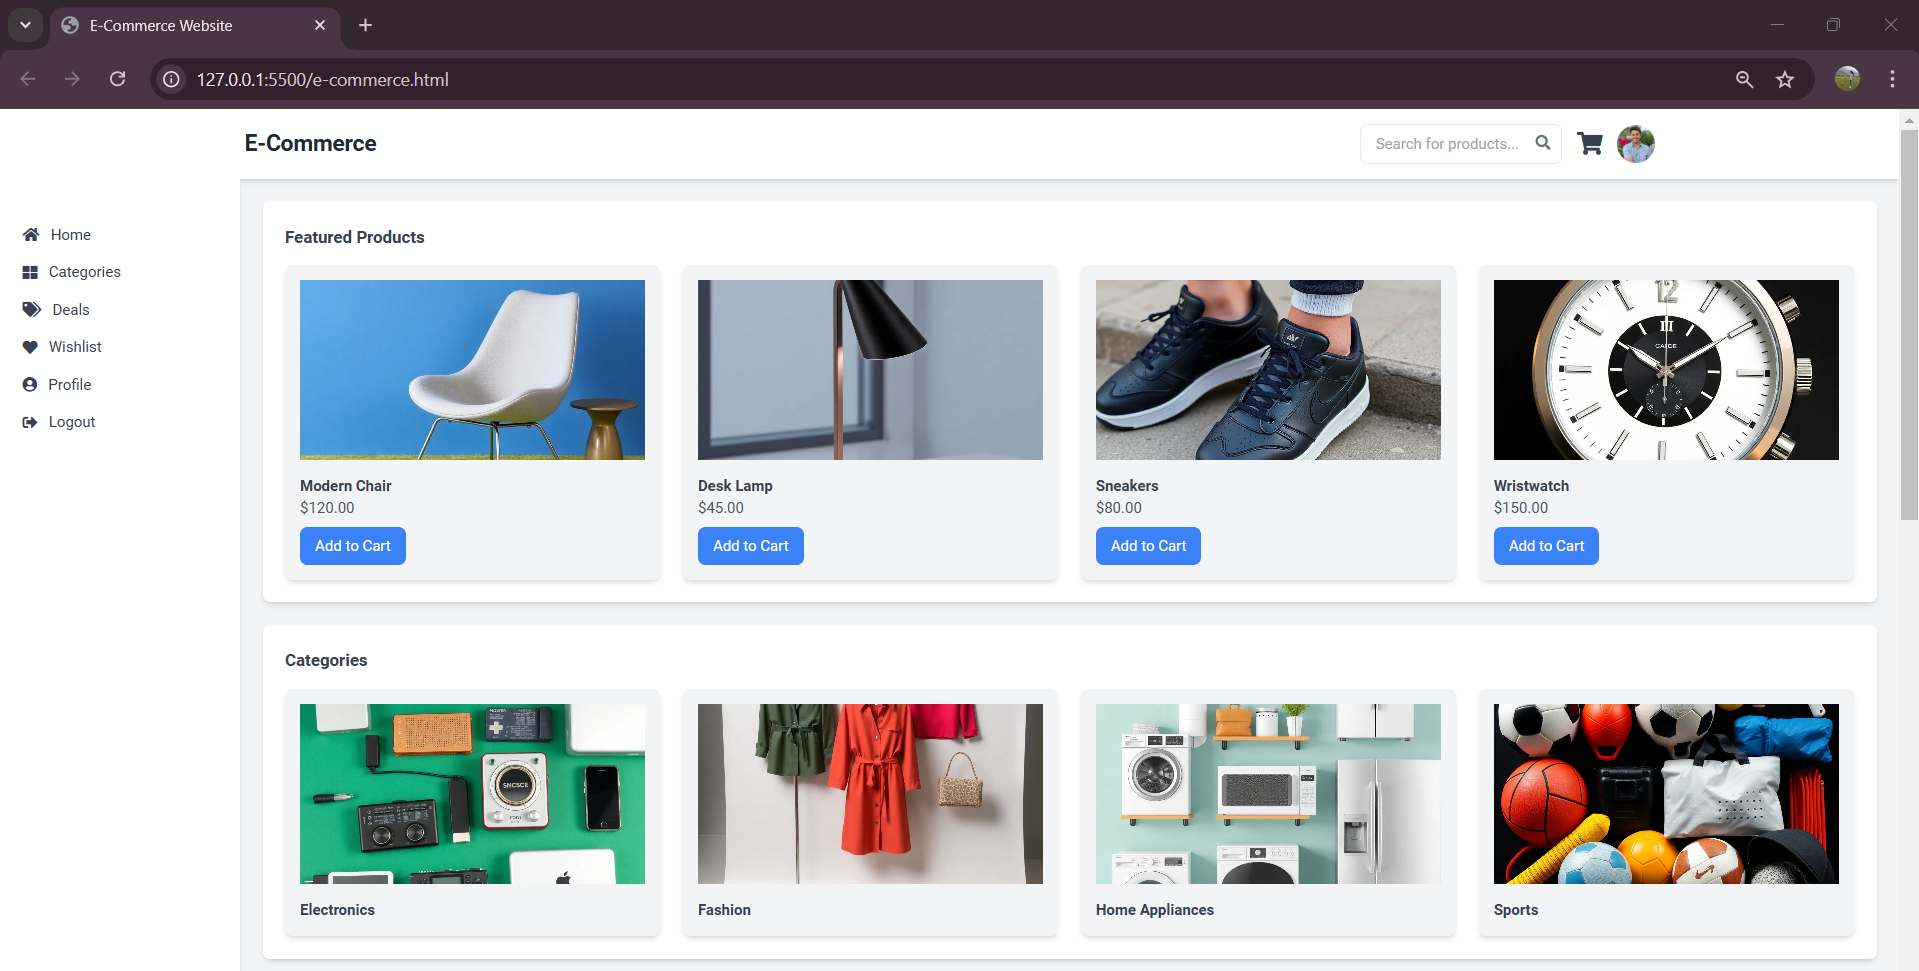 E-Commerce Website
127.0.0.1:5500/e-commerce.html
E-Commerce
Search for products...
Home
Categories
Deals
Wishlist
Profile
Logout
Featured Products
12
Modern Chair
$120.00
Add to Cart
Desk Lamp
$45.00
Add to Cart
Sneakers
$80.00
Add to Cart
Wristwatch
$150.00
Add to Cart
Categories
SNCSCE
Electronics
Fashion
Home Appliances
Sports